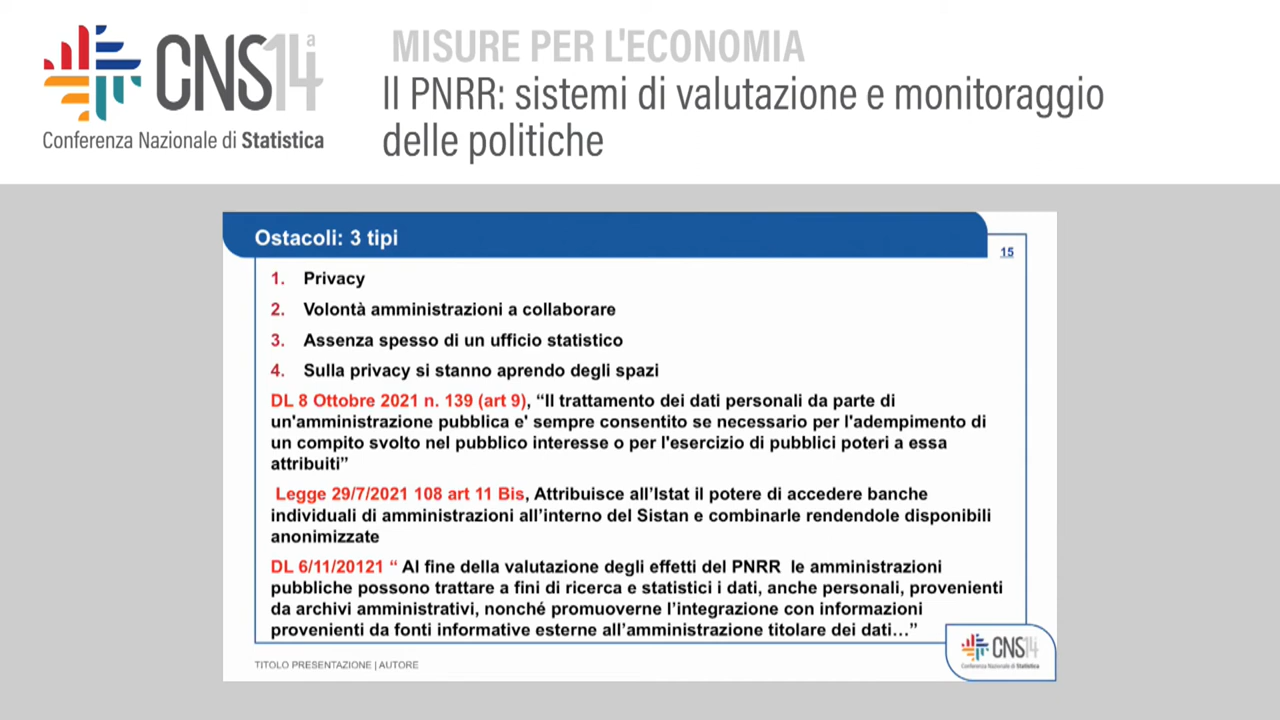 CNS14a
Conferenza Nazionale di Statistica
MISURE PER L'ECONOMIA
Il PNRR: sistemi di valutazione e monitoraggio
delle politiche
Ostacoli: 3 tipi
15
1. Privacy
2. Volontà amministrazioni a collaborare
3. Assenza spesso di un ufficio statistico
4. Sulla privacy si stanno aprendo degli spazi
DL 8 Ottobre 2021 n. 139 (art 9), “Il trattamento dei dati personali da parte di
un'amministrazione pubblica e' sempre consentito se necessario per l'adempimento di
un compito svolto nel pubblico interesse o per l'esercizio di pubblici poteri a essa
attribuiti”
Legge 29/7/2021 108 art 11 Bis, Attribuisce all’Istat il potere di accedere banche
individuali di amministrazioni all’interno del Sistan e combinarle rendendole disponibili
anonimizzate
DL 6/11/20121 “ Al fine della valutazione degli effetti del PNRR le amministrazioni
pubbliche possono trattare a fini di ricerca e statistici i dati, anche personali, provenienti
da archivi amministrativi, nonché promuoverne l’integrazione con informazioni
provenienti da fonti informative esterne all’amministrazione titolare dei dati…”
TITOLO PRESENTAZIONE | AUTORE
CNS14
Conferenza Nazionale di Statistica